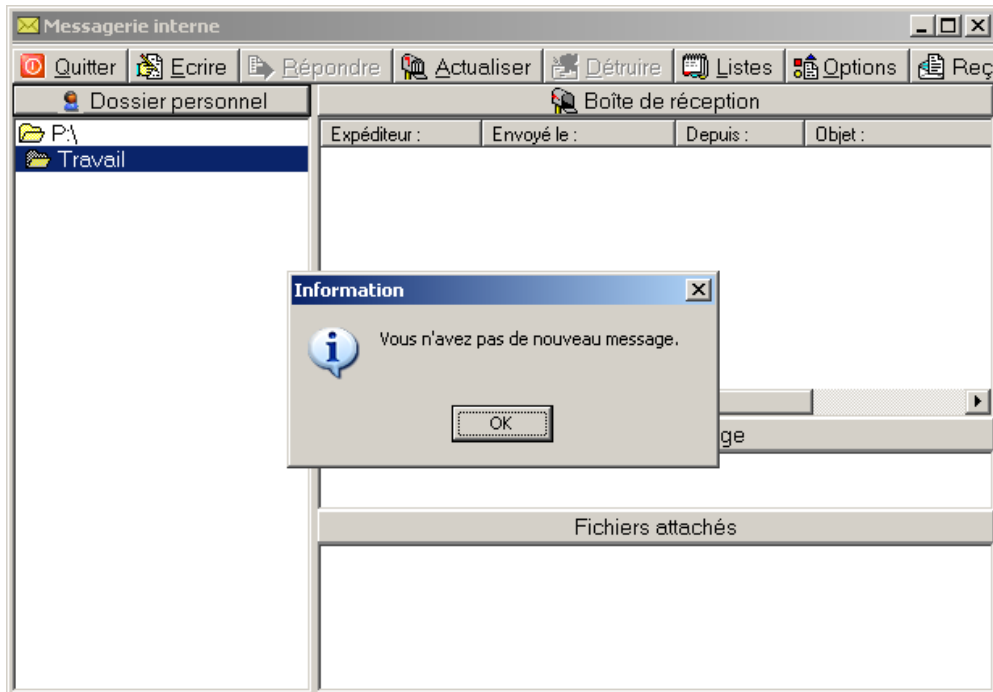 Messagerie interne
Quitter Ecrire Répondre Actualiser Détruire Listes Options Reç
Dossier personnel
Boîte de réception
P:\
Travail
Expéditeur : Envoyé le : Depuis : Objet :
Information
Vous n'avez pas de nouveau message.
OK
ge
Fichiers attachés